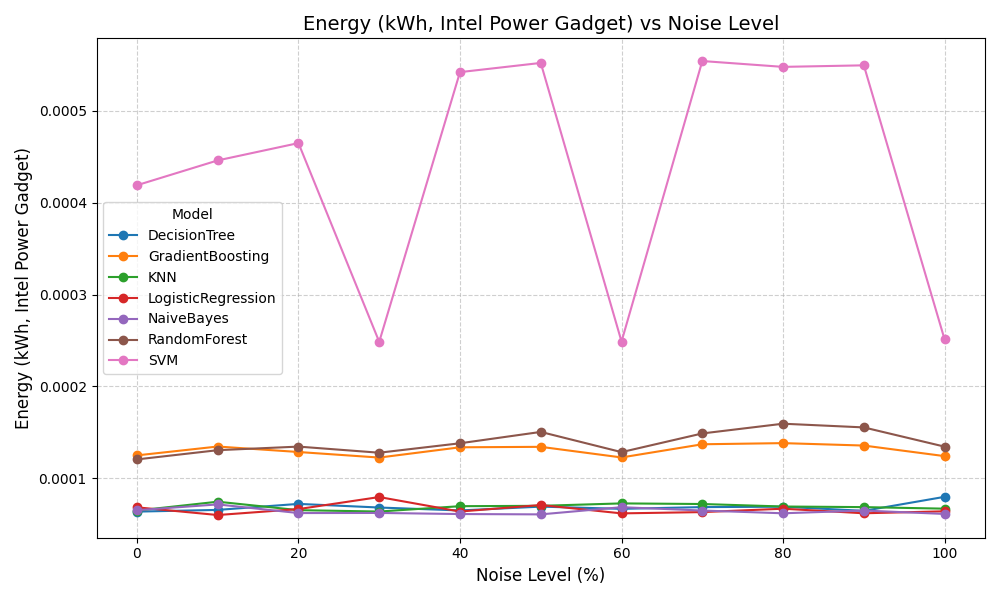 Energy (kWh, Intel Power Gadget) vs Noise Level
Energy (kWh, Intel Power Gadget)
0.0005
0.0004
0.0003
0.0002
0.0001
Model
DecisionTree
GradientBoosting
KNN
LogisticRegression
NaiveBayes
RandomForest
SVM
0 20 40 60 80 100
Noise Level (%)